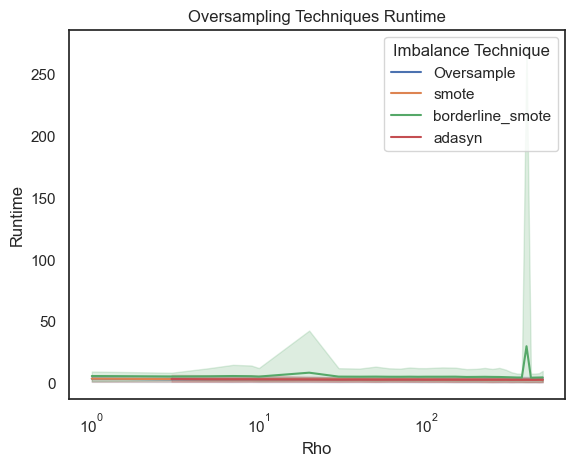 Oversampling Techniques Runtime
Imbalance Technique
Oversample
smote
borderline_smote
adasyn
250
200
150
100
50
0
Runtime
10^0 10^1 10^2
Rho